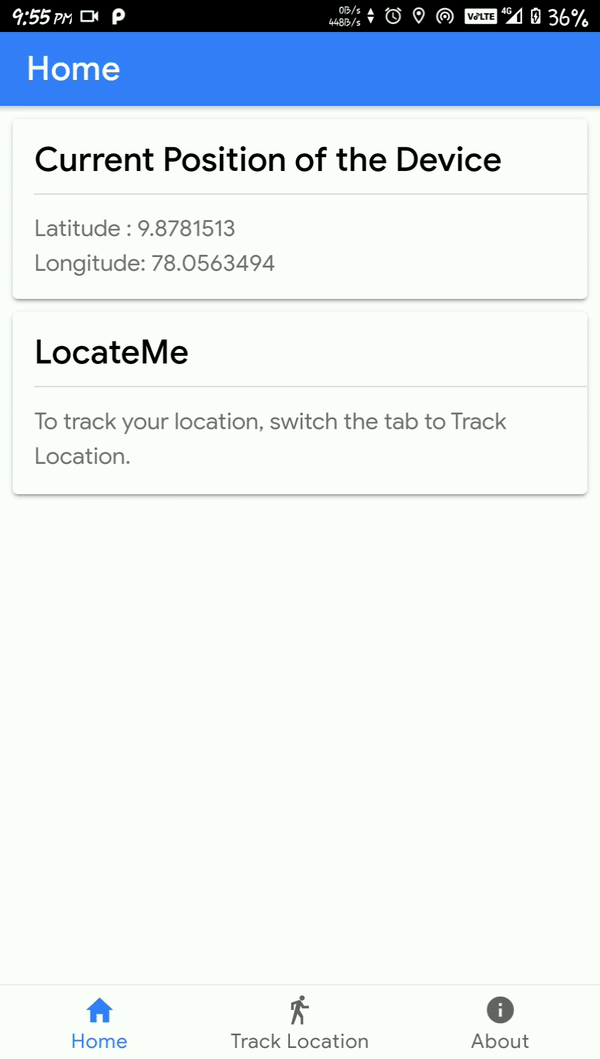 9:55 PM 0B/s 448B/s VoLTE 4G 36%
Home
Current Position of the Device
Latitude : 9.8781513
Longitude: 78.0563494
LocateMe
To track your location, switch the tab to Track
Location.
Home Track Location About